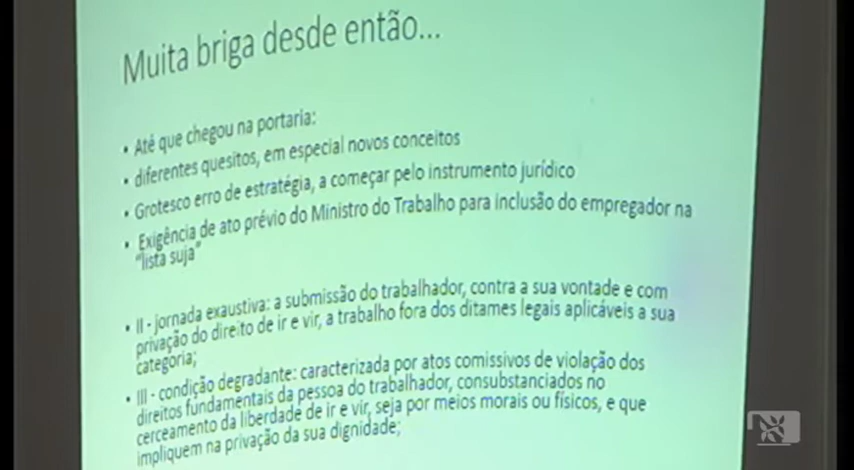 Muita briga desde então...
• Até que chegou na portaria:
• diferentes quesitos, em especial novos conceitos
• Grotesco erro de estratégia, a começar pelo instrumento jurídico
• Exigência de ato prévio do Ministro do Trabalho para inclusão do empregador na
"lista suja"
• II - jornada exaustiva: a submissão do trabalhador, contra a sua vontade e com
privação do direito de ir e vir, a trabalho fora dos ditames legais aplicáveis a sua
categoria;
• III - condição degradante: caracterizada por atos comissivos de violação dos
direitos fundamentais da pessoa do trabalhador, consubstanciados no
cerceamento da liberdade de ir e vir, seja por meios morais ou físicos, e que
impliquem na privação da sua dignidade;